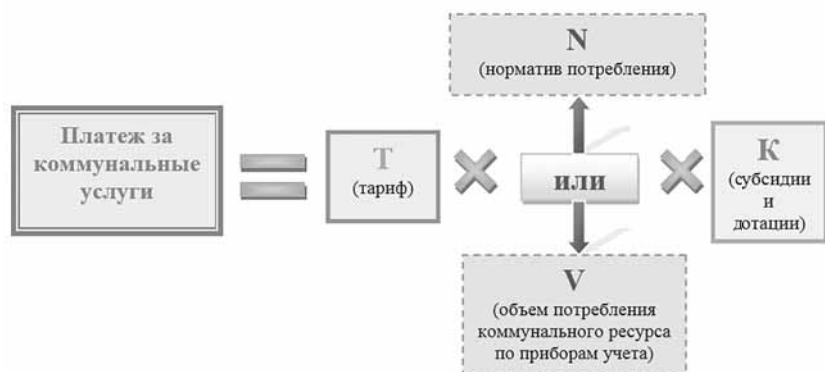 N
(норматив потребления)
Платеж за
коммунальные
услуги
Т
(тариф)
или
К
(субсидии
и
дотации)
V
(объем потребления
коммунального ресурса
по приборам учета)